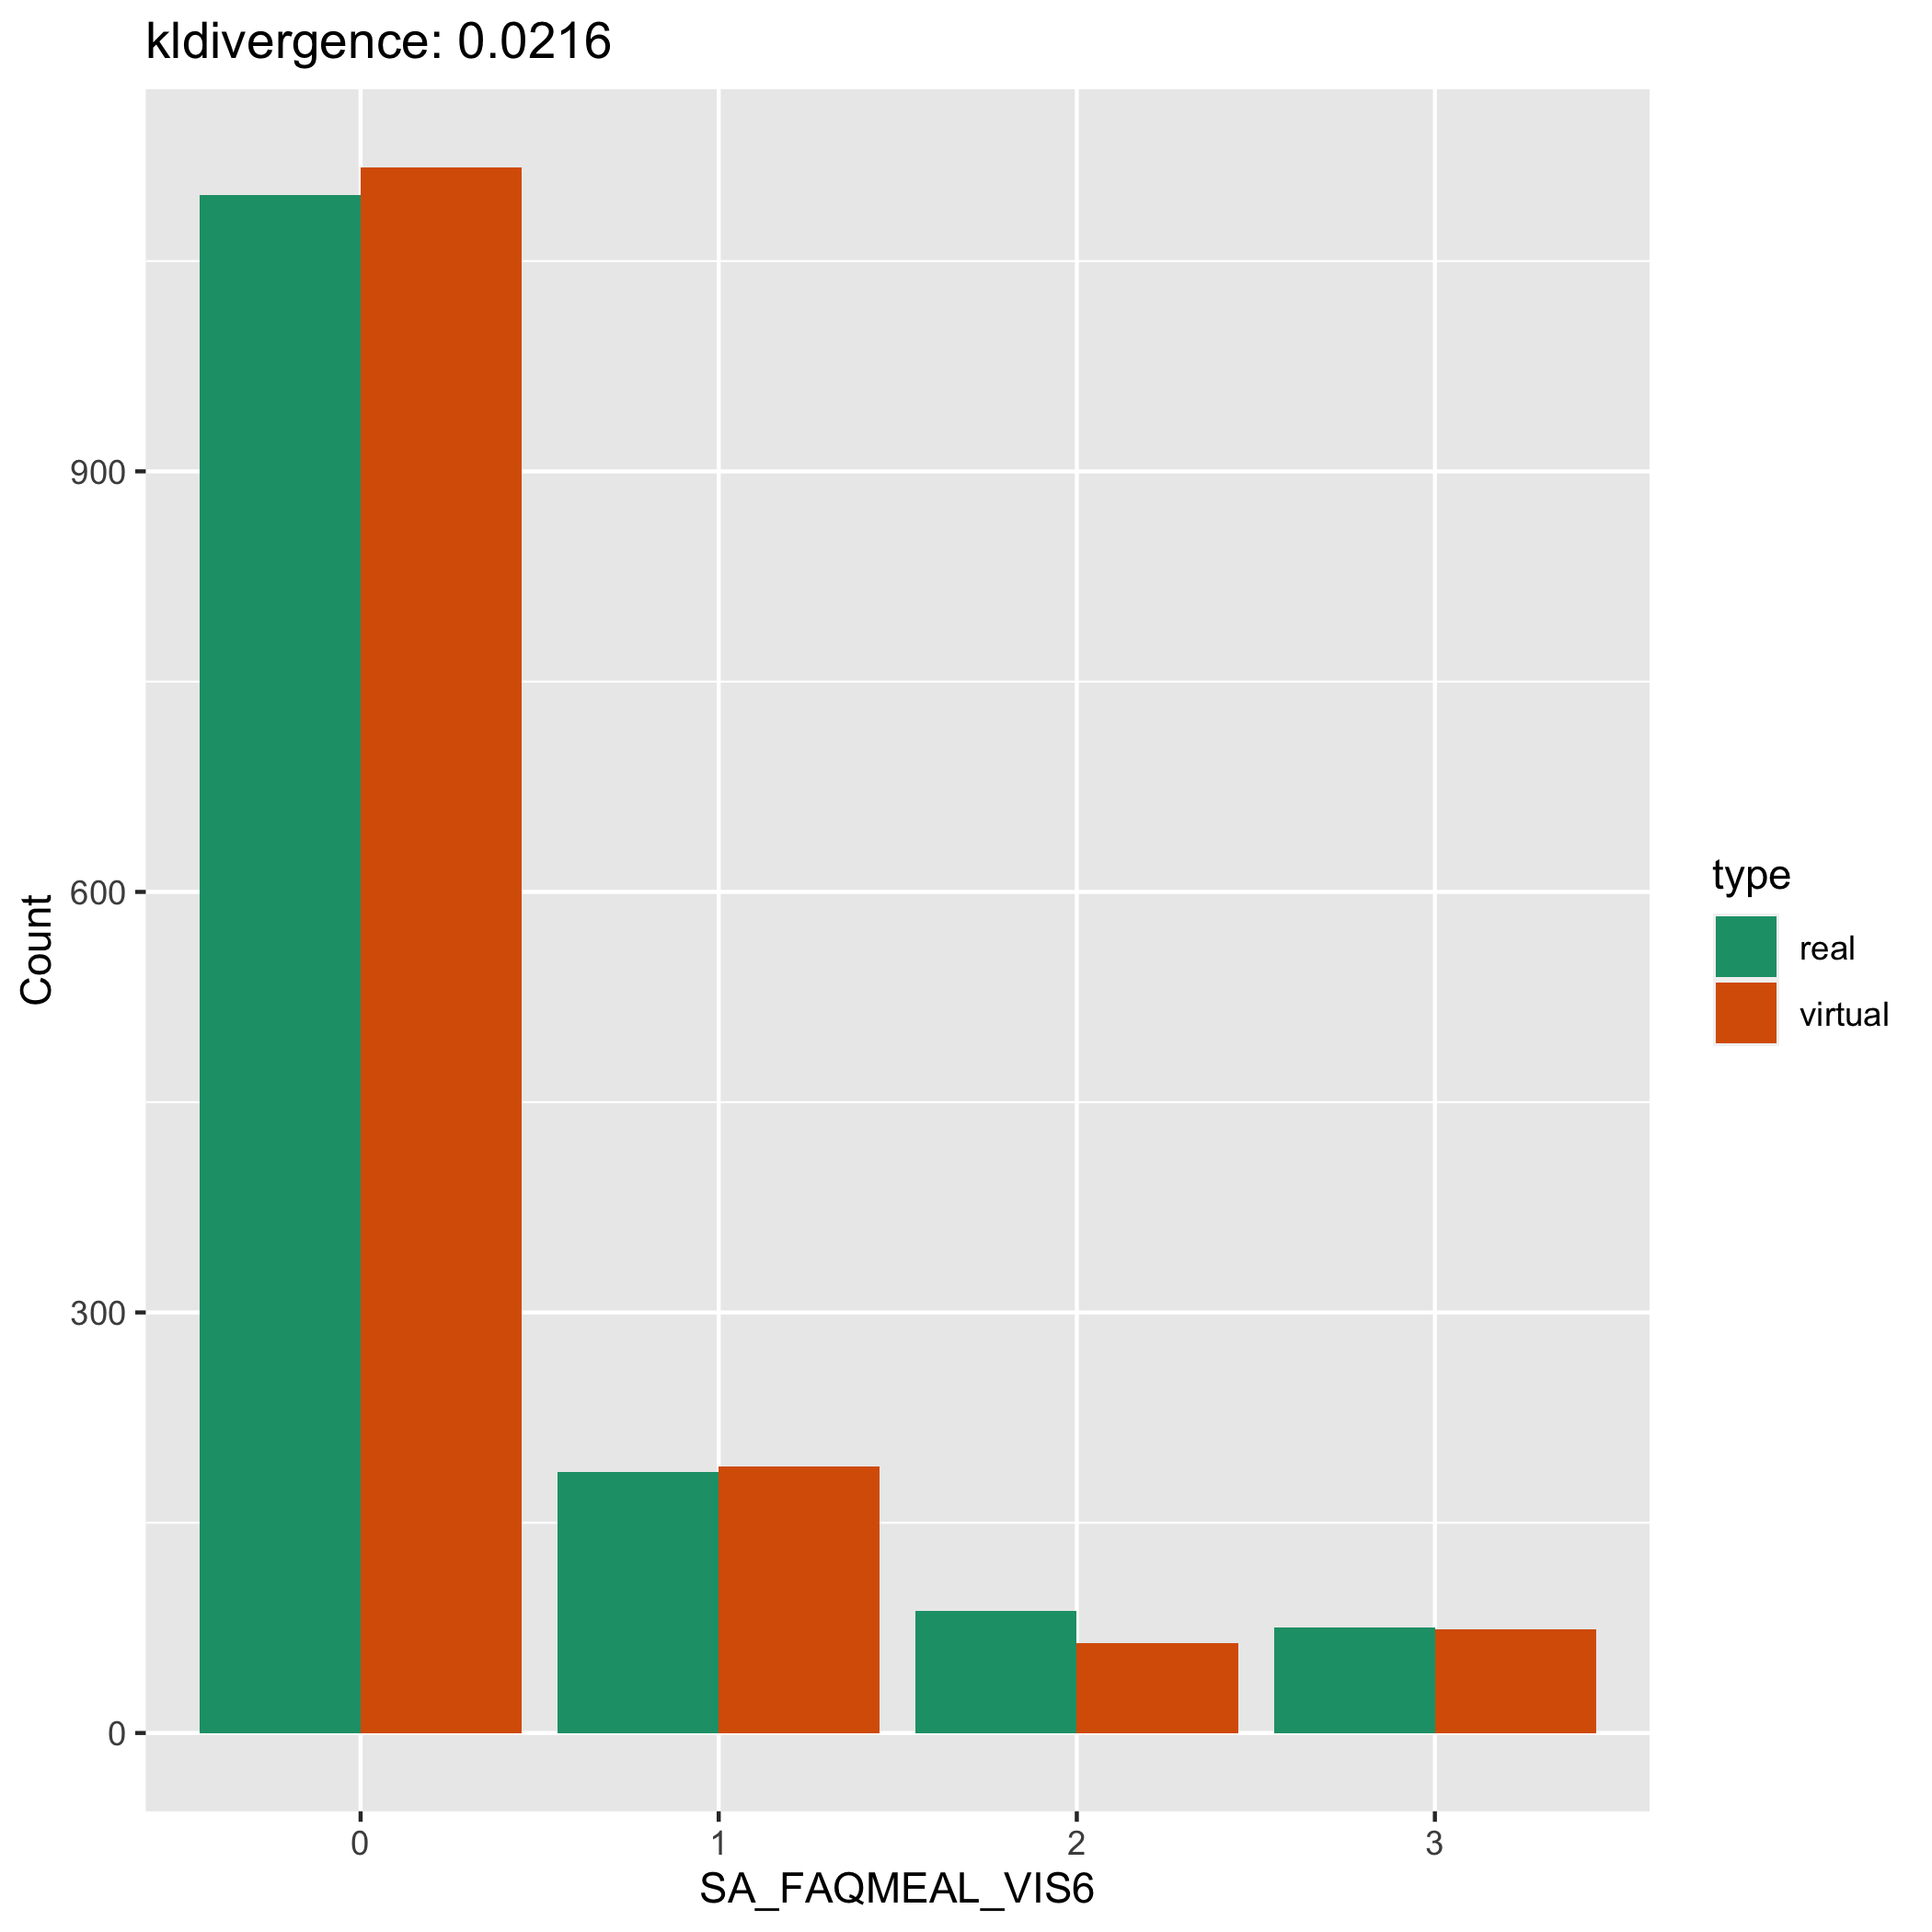 kldivergence: 0.0216
900
600
300
0
Count
0 1 2 3
SA_FAQMEAL_VIS6
type
real
virtual